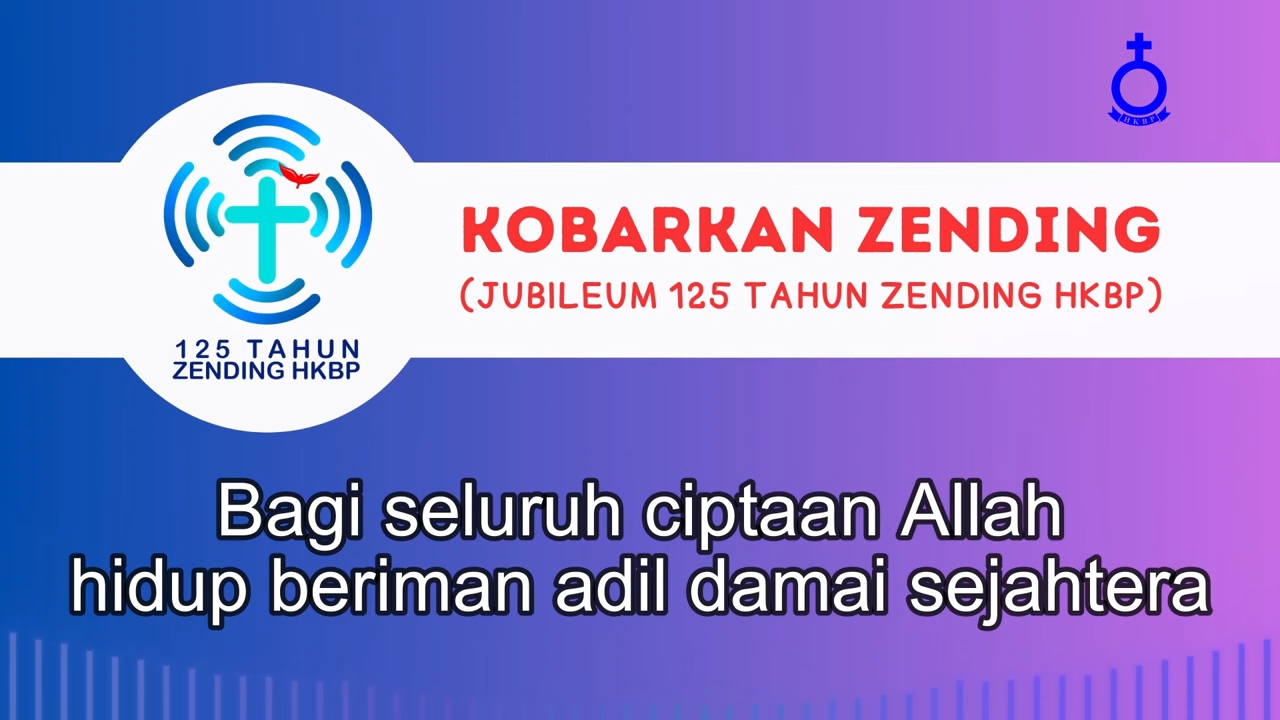 HKBP
KOBARKAN ZENDING
(JUBILEUM 125 TAHUN ZENDING HKBP)
125 TAHUN
ZENDING HKBP
Bagi seluruh ciptaan Allah
hidup beriman adil damai sejahtera